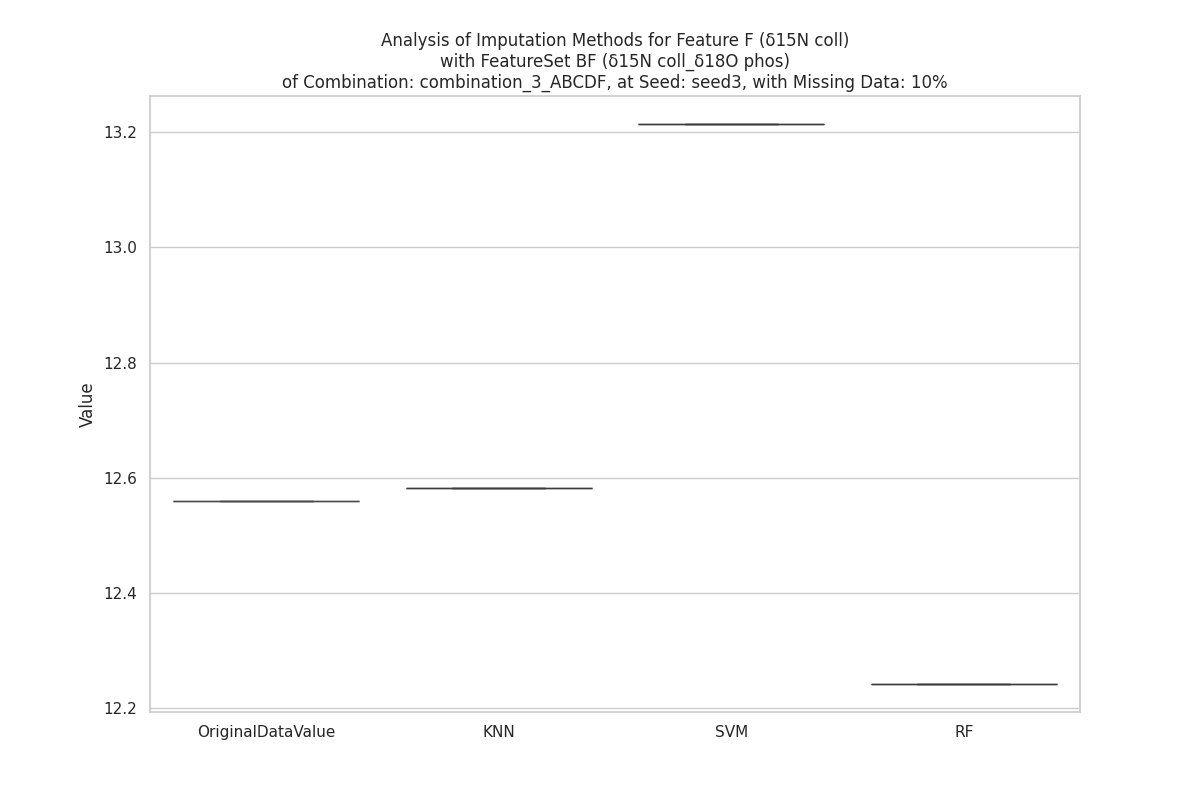 Analysis of Imputation Methods for Feature F (δ15N coll)
with FeatureSet BF (δ15N coll_δ18O phos)
of Combination: combination_3_ABCDF, at Seed: seed3, with Missing Data: 10%
13.2
13.0
12.8
12.6
12.4
12.2
Value
OriginalDataValue
KNN
SVM
RF